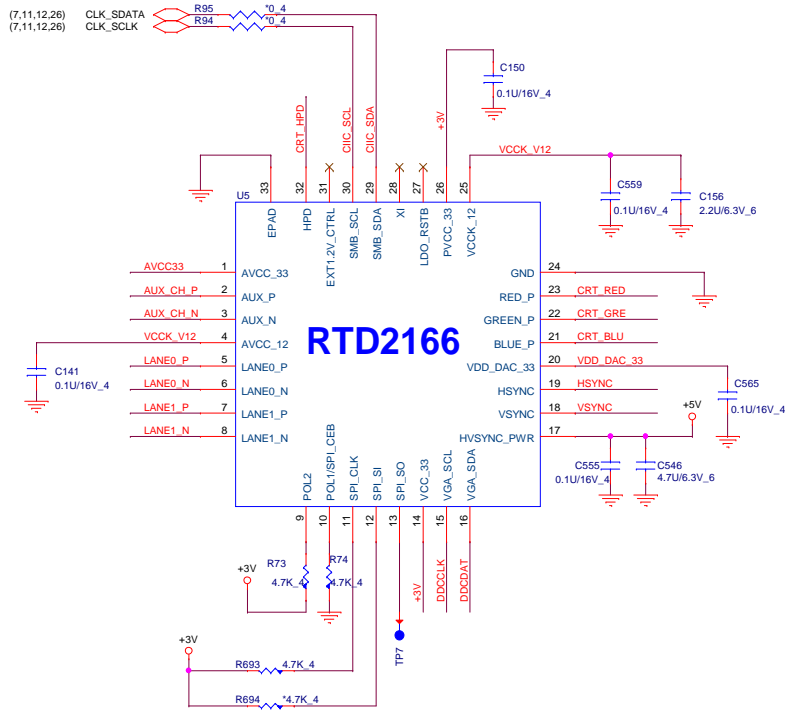 (7,11,12,26) CLK_SDATA R95 *0_4
(7,11,12,26) CLK_SCLK R94 *0_4
C150
0.1U/16V_4
+3V
CRT_HPD
CIIC_SCL
CIIC_SDA
VCCK_V12
C559
0.1U/16V_4
C156
2.2U/6.3V_6
U5
33 EPAD
32 HPD
31 EXT1.2V_CTRL
30 SMB_SCL
29 SMB_SDA
28 XI
27 LDO_RSTB
26 PVCC_33
25 VCCK_12
RTD2166
AVCC33 1 AVCC_33
AUX_CH_P 2 AUX_P
AUX_CH_N 3 AUX_N
VCCK_V12 4 AVCC_12
LANE0_P 5 LANE0_P
LANE0_N 6 LANE0_N
LANE1_P 7 LANE1_P
LANE1_N 8 LANE1_N
C141
0.1U/16V_4
GND 24
RED_P 23 CRT_RED
GREEN_P 22 CRT_GRE
BLUE_P 21 CRT_BLU
VDD_DAC_33 20 VDD_DAC_33
HSYNC 19 HSYNC
VSYNC 18 VSYNC
HVSYNC_PWR 17
+5V
C565
0.1U/16V_4
C555
0.1U/16V_4
C546
4.7U/6.3V_6
POL2 9
POL1/SPI_CEB 10
SPI_CLK 11
SPI_SI 12
SPI_SO 13
VCC_33 14
VGA_SCL 15
VGA_SDA 16
+3V
DDCCLK
DDCDAT
R73
4.7K_4
R74
4.7K_4
+3V
TP7
+3V
R693 4.7K_4
R694 *4.7K_4